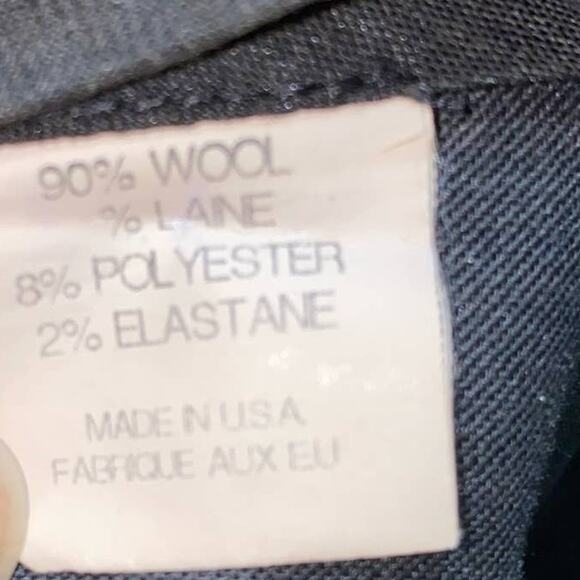 90% WOOL
% LAINE
8% POLYESTER
2% ELASTANE
MADE IN U.S.A.
FABRIQUE AUX EU